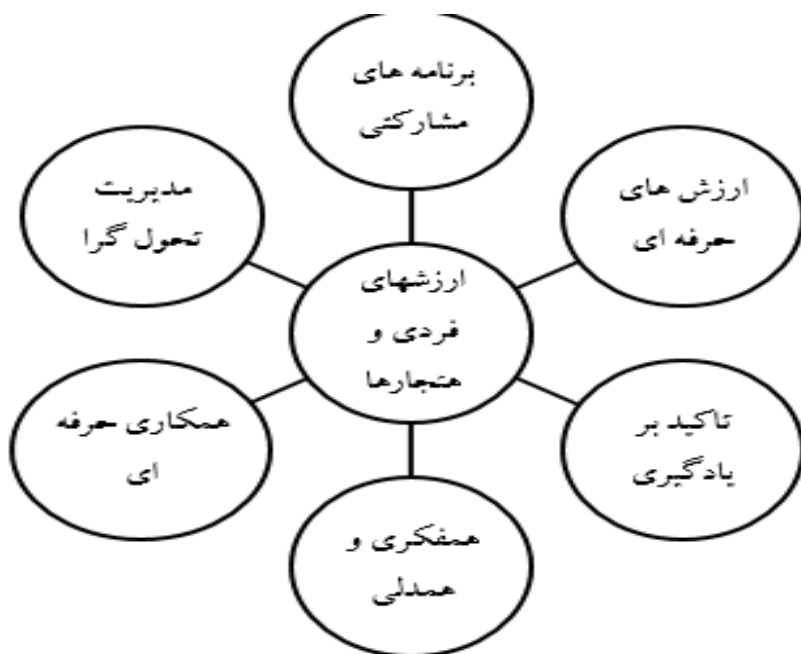 برنامه های
مشارکتی
ارزش های
حرفه ای
مدیریت
تحول گرا
ارزشهای
فردی و
هنجارها
تاکید بر
یادگیری
همکاری حرفه
ای
همفکری و
همدلی